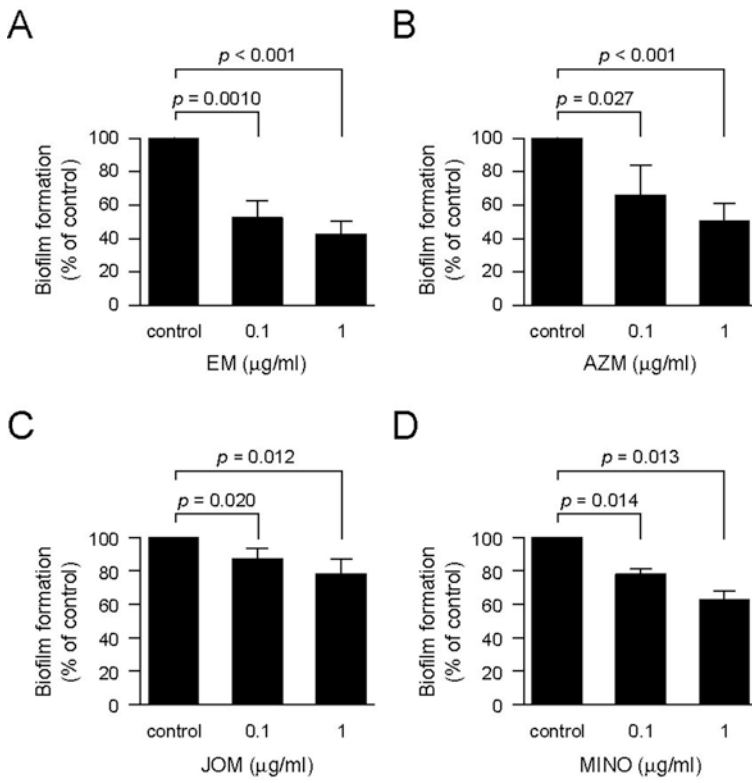 A
p < 0.001
p = 0.0010
Biofilm formation
(% of control)
100
80
60
40
20
0
control 0.1 1
EM (μg/ml)
B
p < 0.001
p = 0.027
Biofilm formation
(% of control)
100
80
60
40
20
0
control 0.1 1
AZM (μg/ml)
C
p = 0.012
p = 0.020
Biofilm formation
(% of control)
100
80
60
40
20
0
control 0.1 1
JOM (μg/ml)
D
p = 0.013
p = 0.014
Biofilm formation
(% of control)
100
80
60
40
20
0
control 0.1 1
MINO (μg/ml)